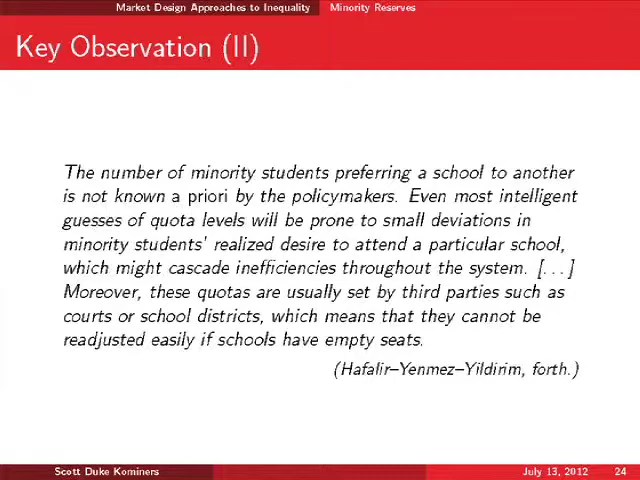 Market Design Approaches to Inequality Minority Reserves
Key Observation (II)
The number of minority students preferring a school to another
is not known a priori by the policymakers. Even most intelligent
guesses of quota levels will be prone to small deviations in
minority students' realized desire to attend a particular school,
which might cascade inefficiencies throughout the system. [...]
Moreover, these quotas are usually set by third parties such as
courts or school districts, which means that they cannot be
readjusted easily if schools have empty seats.
(Hafalir–Yenmez–Yildirim, forth.)
Scott Duke Kominers July 13, 2012 24